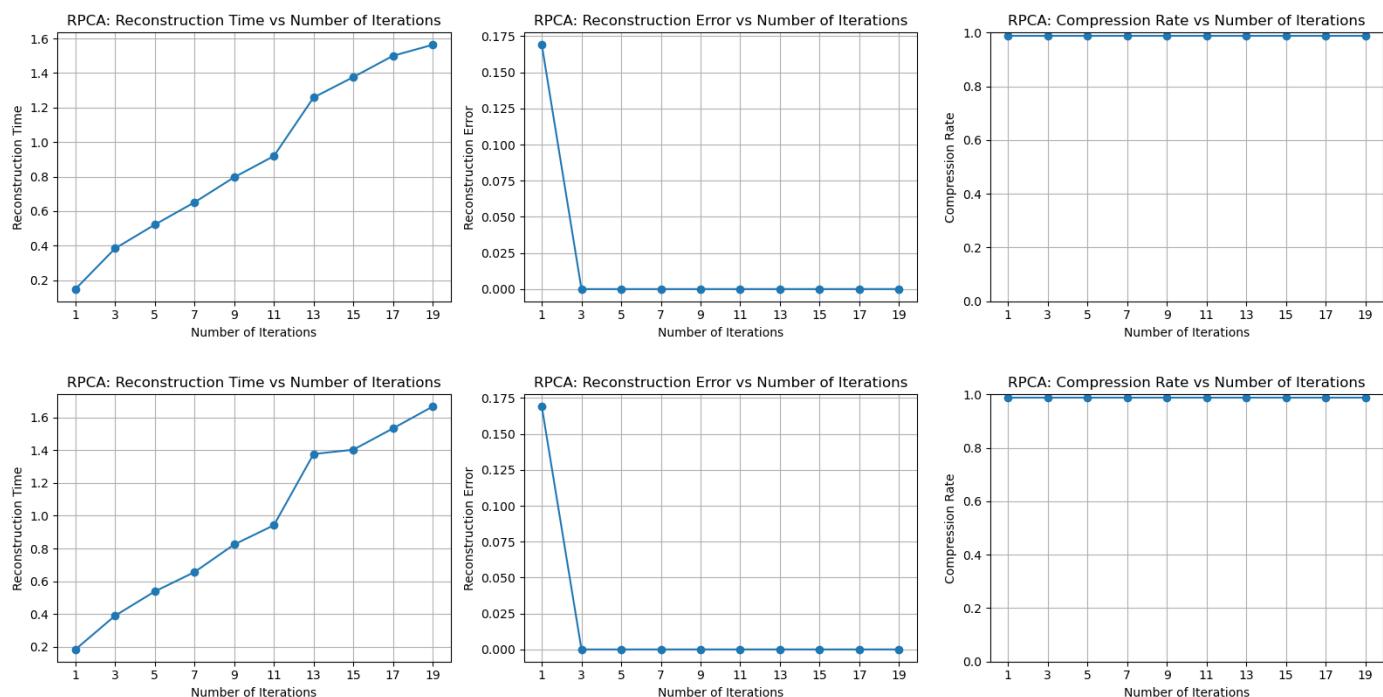 RPCA: Reconstruction Time vs Number of Iterations
1.6
1.4
1.2
1.0
0.8
0.6
0.4
0.2
Reconstruction Time
1 3 5 7 9 11 13 15 17 19
Number of Iterations
RPCA: Reconstruction Error vs Number of Iterations
0.175
0.150
0.125
0.100
0.075
0.050
0.025
0.000
Reconstruction Error
1 3 5 7 9 11 13 15 17 19
Number of Iterations
RPCA: Compression Rate vs Number of Iterations
1.0
0.8
0.6
0.4
0.2
0.0
Compression Rate
1 3 5 7 9 11 13 15 17 19
Number of Iterations
RPCA: Reconstruction Time vs Number of Iterations
1.6
1.4
1.2
1.0
0.8
0.6
0.4
0.2
Reconstruction Time
1 3 5 7 9 11 13 15 17 19
Number of Iterations
RPCA: Reconstruction Error vs Number of Iterations
0.175
0.150
0.125
0.100
0.075
0.050
0.025
0.000
Reconstruction Error
1 3 5 7 9 11 13 15 17 19
Number of Iterations
RPCA: Compression Rate vs Number of Iterations
1.0
0.8
0.6
0.4
0.2
0.0
Compression Rate
1 3 5 7 9 11 13 15 17 19
Number of Iterations